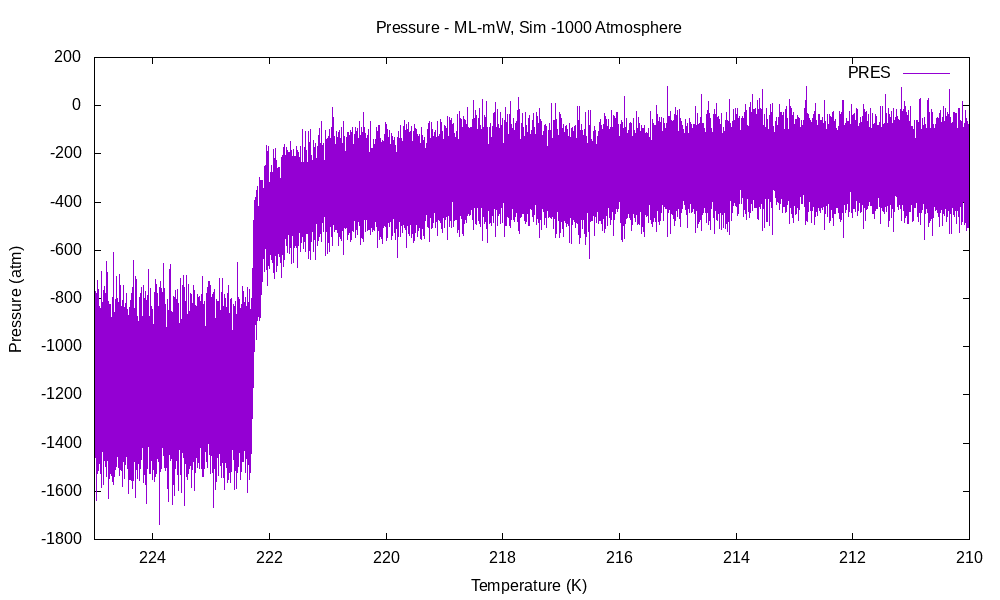 Pressure - ML-mW, Sim -1000 Atmosphere
PRES
200
0
-200
-400
-600
-800
-1000
-1200
-1400
-1600
-1800
Pressure (atm)
224 222 220 218 216 214 212 210
Temperature (K)